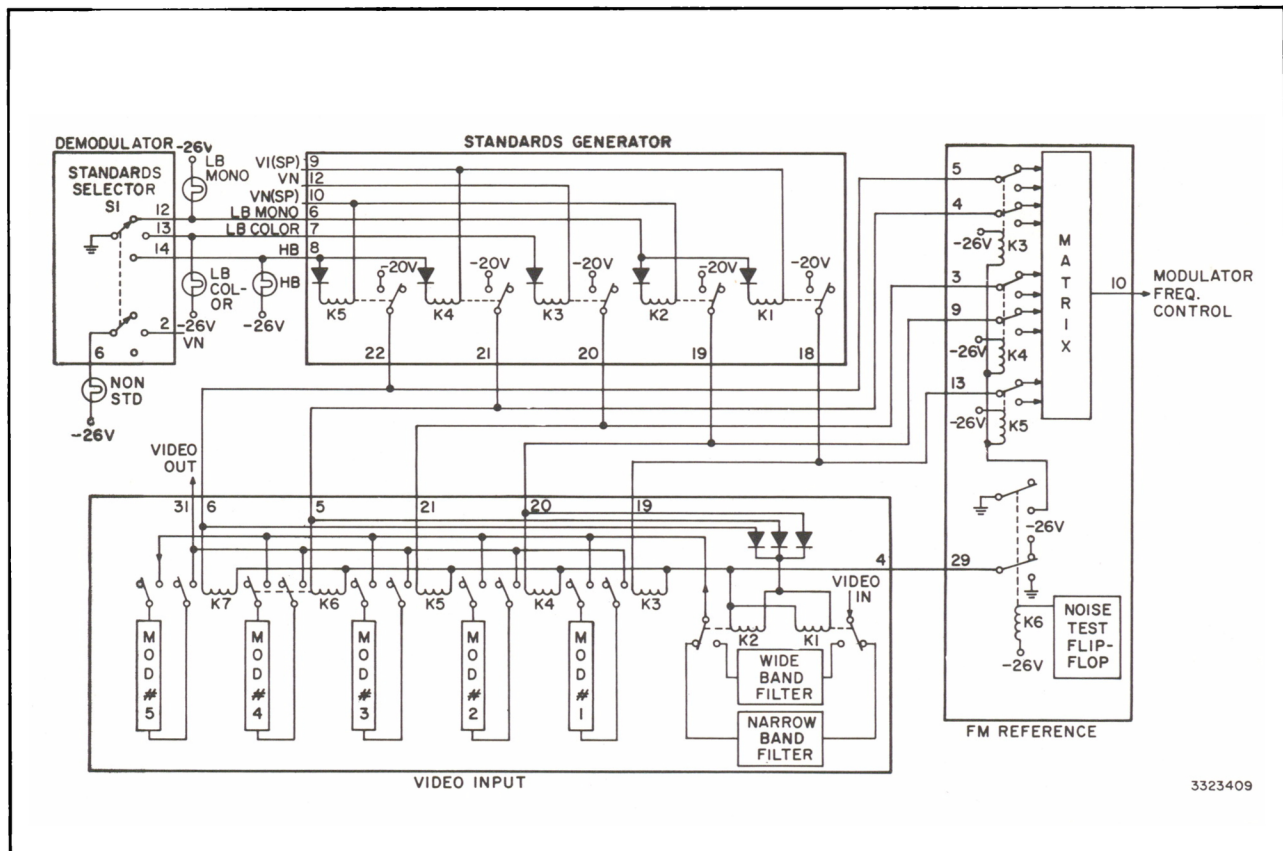 DEMODULATOR
-26V
STANDARDS GENERATOR
STANDARDS
SELECTOR
S1
LB
MONO
12
13
14
2
6
VN
LB
COL-
OR
-26V
HB
-26V
NON
STD
-26V
VI(SP) 9
VN 12
VN(SP) 10
LB MONO 6
LB COLOR 7
HB 8
-20V
-20V
-20V
-20V
-20V
K5
K4
K3
K2
K1
22
21
20
19
18
5
4
3
9
13
29
-26V
K3
-26V
K4
-26V
K5
MATRIX
10
MODULATOR
FREQ.
CONTROL
-26V
K6
-26V
NOISE
TEST
FLIP-
FLOP
FM REFERENCE
VIDEO
OUT
31
6
5
21
20
19
4
VIDEO
IN
K7
K6
K5
K4
K3
K2
K1
MOD # 5
MOD # 4
MOD # 3
MOD # 2
MOD # 1
WIDE
BAND
FILTER
NARROW
BAND
FILTER
VIDEO INPUT
3323409